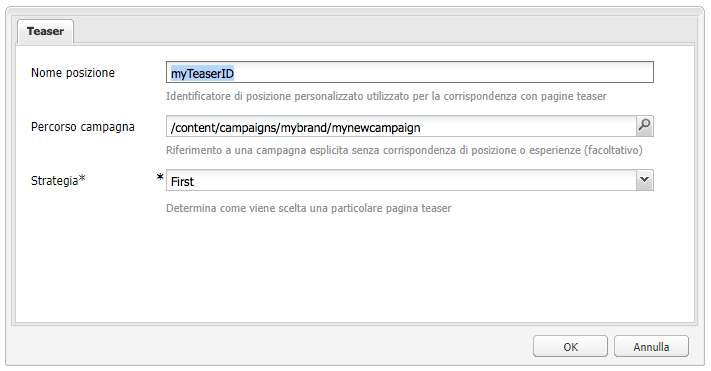 Teaser
Nome posizione myTeaserID
Identificatore di posizione personalizzato utilizzato per la corrispondenza con pagine teaser
Percorso campagna /content/campaigns/mybrand/mynewcampaign
Riferimento a una campagna esplicita senza corrispondenza di posizione o esperienze (facoltativo)
Strategia* * First
Determina come viene scelta una particolare pagina teaser
OK Annulla